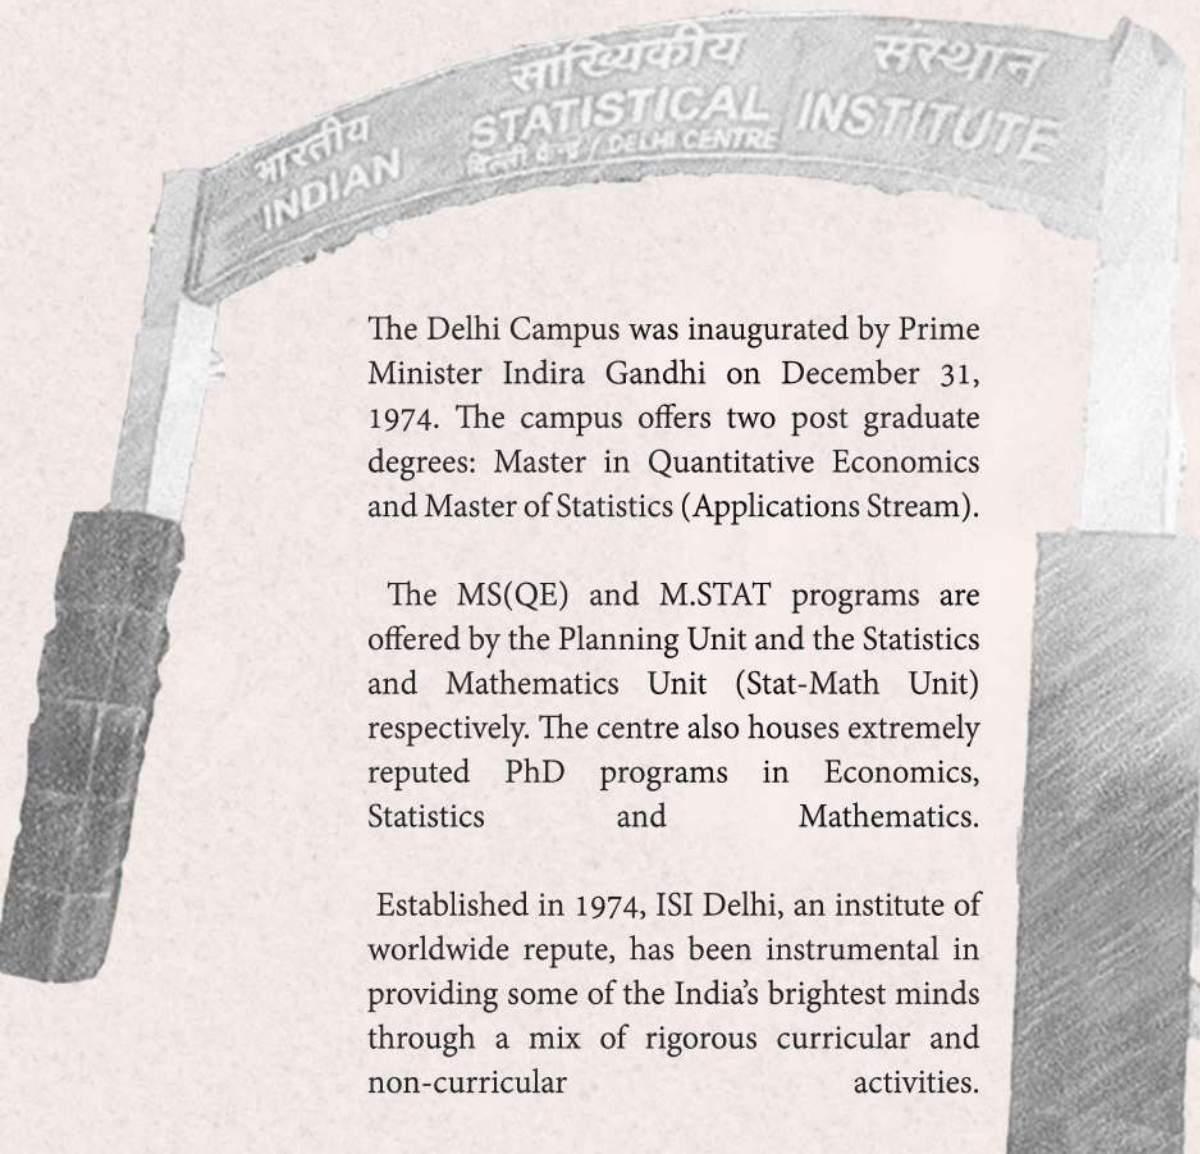 भारतीय सांख्यिकीय संस्थान
INDIAN STATISTICAL INSTITUTE
दिल्ली केन्द्र / DELHI CENTRE
The Delhi Campus was inaugurated by Prime
Minister Indira Gandhi on December 31,
1974. The campus offers two post graduate
degrees: Master in Quantitative Economics
and Master of Statistics (Applications Stream).
The MS(QE) and M.STAT programs are
offered by the Planning Unit and the Statistics
and Mathematics Unit (Stat-Math Unit)
respectively. The centre also houses extremely
reputed PhD programs in Economics,
Statistics and Mathematics.
Established in 1974, ISI Delhi, an institute of
worldwide repute, has been instrumental in
providing some of the India's brightest minds
through a mix of rigorous curricular and
non-curricular activities.